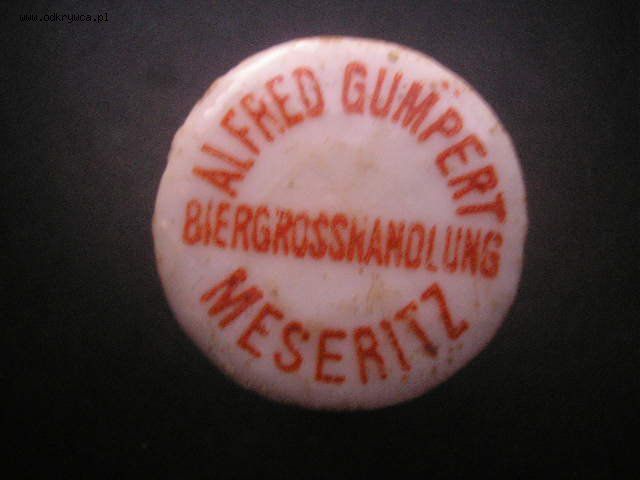 www.odkrywca.pl
ALFRED GUMPERT
BIERGROSSHANDLUNG
MESERITZ